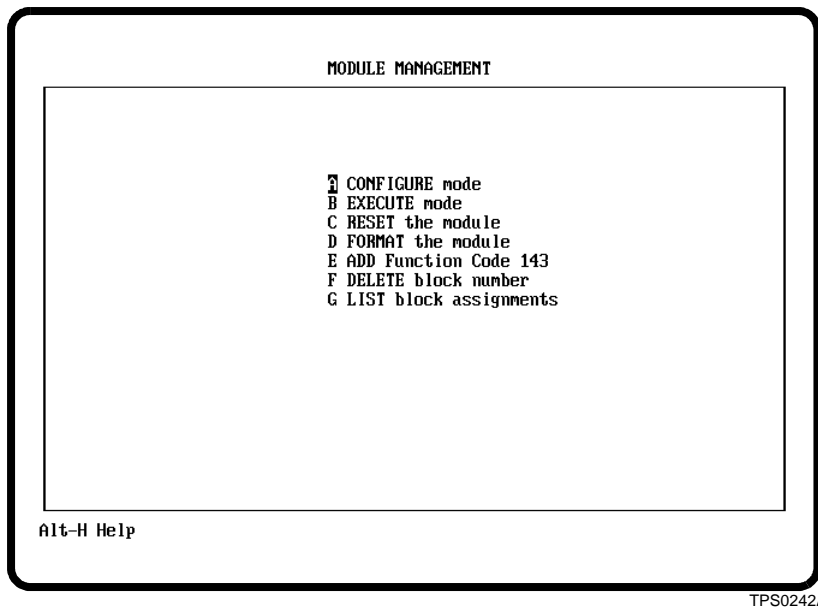 MODULE MANAGEMENT
A CONFIGURE mode
B EXECUTE mode
C RESET the module
D FORMAT the module
E ADD Function Code 143
F DELETE block number
G LIST block assignments
Alt-H Help
TPS0242